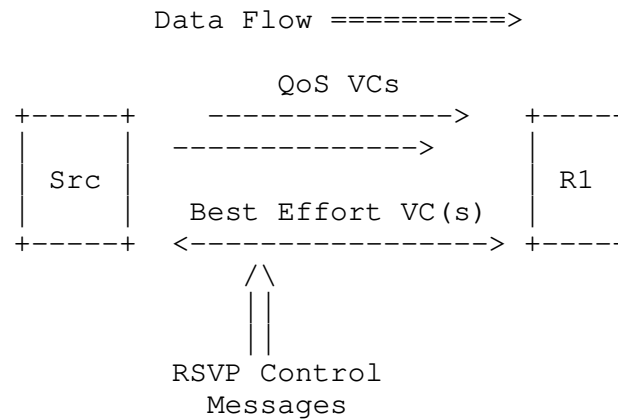 Data Flow ==========>
QoS VCs
+-----+ --------------> +-----
| | --------------> |
| Src | | R1
| | Best Effort VC(s) |
+-----+ <-----------------> +-----
/\
||
||
RSVP Control
Messages